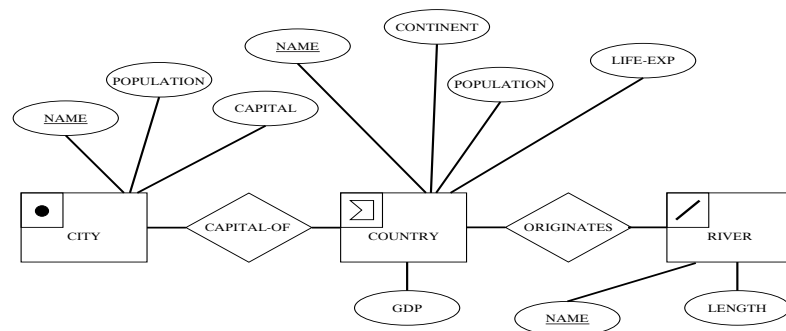 CONTINENT
NAME
LIFE-EXP
POPULATION
POPULATION
CAPITAL
NAME
CITY
CAPITAL-OF
COUNTRY
ORIGINATES
RIVER
GDP
NAME
LENGTH